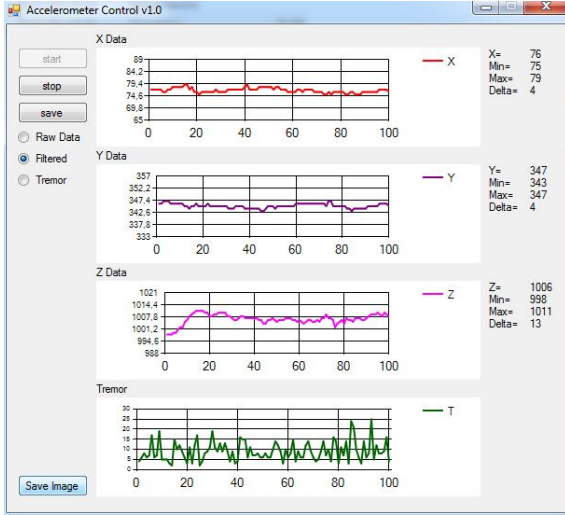 Accelerometer Control v1.0
start
stop
save
Raw Data
Filtered
Tremor
Save Image
X Data
89
84,2
79,4
74,6
69,8
65
0 20 40 60 80 100
X
X= 76
Min= 75
Max= 79
Delta= 4
Y Data
357
352,2
347,4
342,6
337,8
333
0 20 40 60 80 100
Y
Y= 347
Min= 343
Max= 347
Delta= 4
Z Data
1021
1014,4
1007,8
1001,2
994,6
988
0 20 40 60 80 100
Z
Z= 1006
Min= 998
Max= 1011
Delta= 13
Tremor
30
25
20
15
10
5
0
0 20 40 60 80 100
T